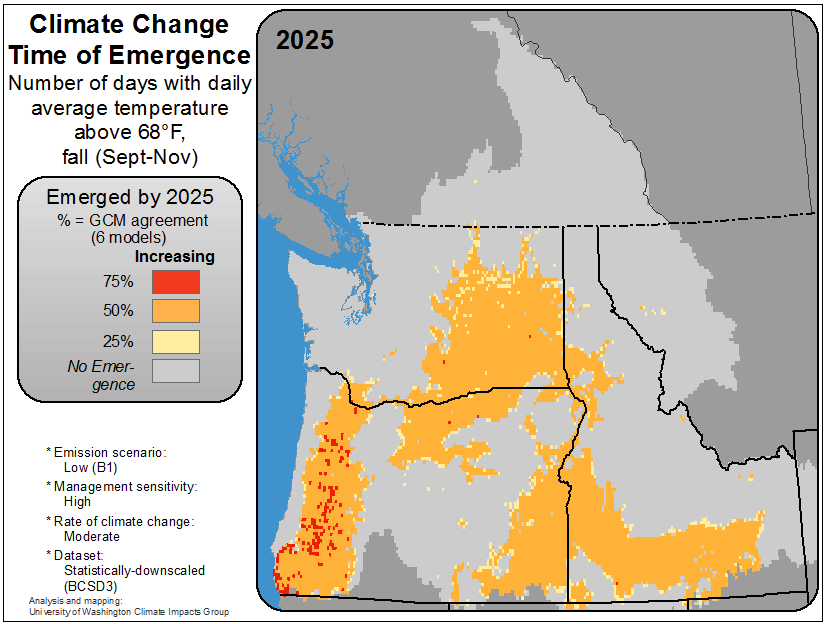 Climate Change
Time of Emergence
Number of days with daily
average temperature
above 68°F,
fall (Sept-Nov)
2025
Emerged by 2025
% = GCM agreement
(6 models)
Increasing
75%
50%
25%
No Emer-
gence
* Emission scenario:
Low (B1)
* Management sensitivity:
High
* Rate of climate change:
Moderate
* Dataset:
Statistically-downscaled
(BCSD3)
Analysis and mapping:
University of Washington Climate Impacts Group